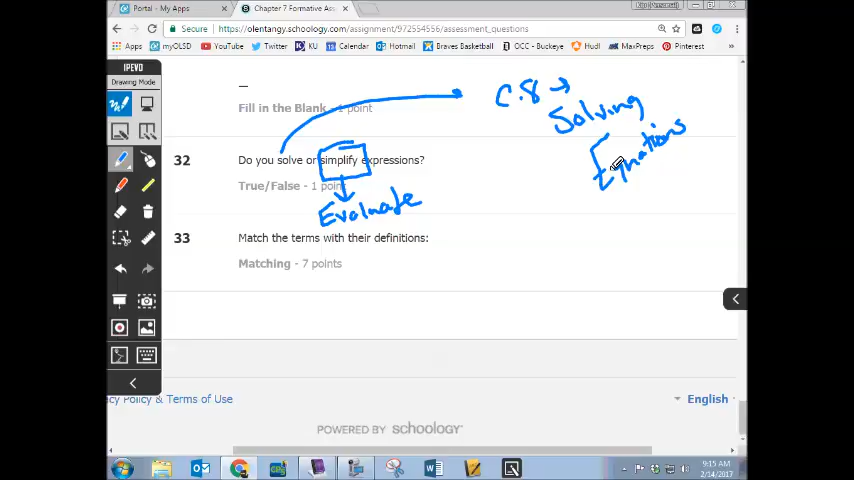 Portal - My Apps
Chapter 7 Formative Ass
Secure
https://olentangy.schoology.com/assignment/972554556/assessment_questions
Apps
myOLSD
YouTube
Twitter
KU
Calendar
Hotmail
Braves Basketball
OCC - Buckeye
Hudl
MaxPreps
Pinterest
IPEVO
Drawing Mode
Fill in the Blank - 1 point
C.8 →
Solving
Equations
32
Do you solve or simplify expressions?
True/False - 1 point
Evaluate
33
Match the terms with their definitions:
Matching - 7 points
cy Policy & Terms of Use
English
POWERED BY schoology
9:15 AM
2/14/2017